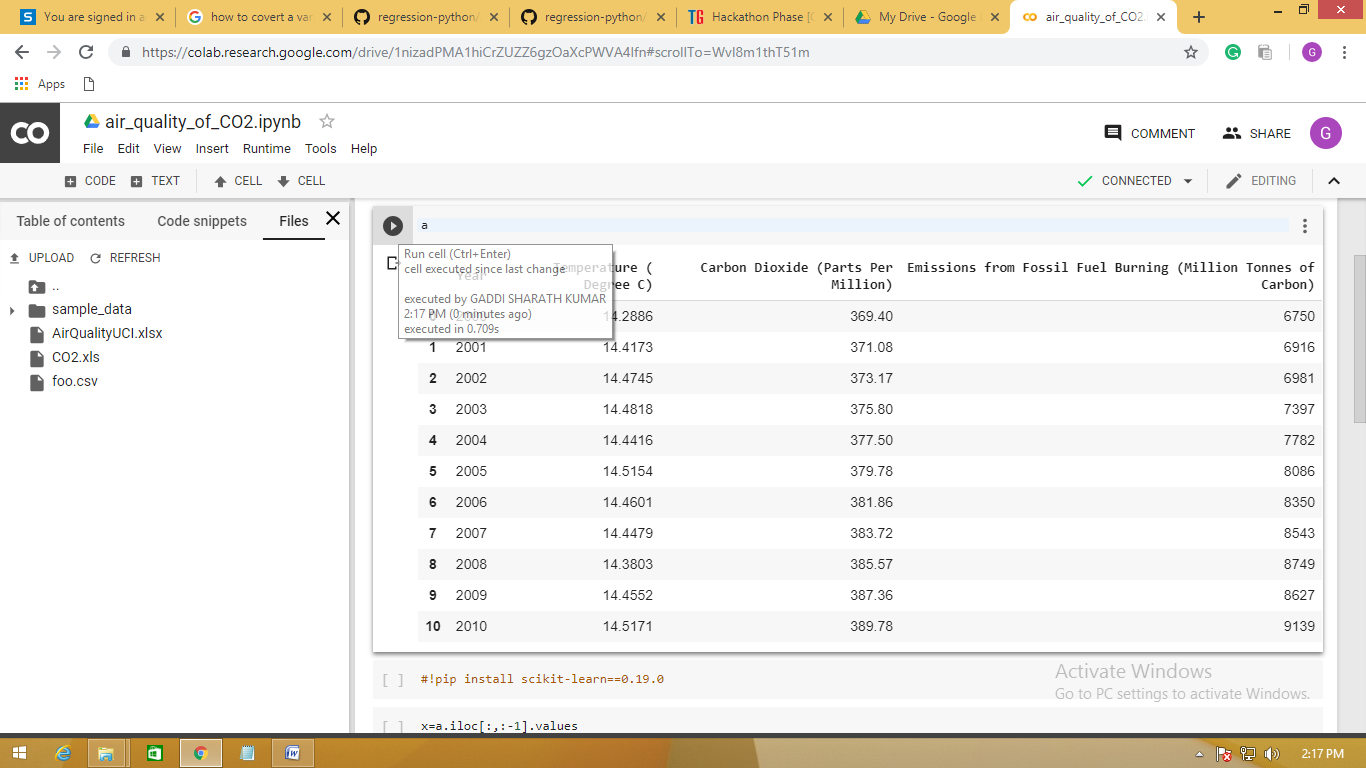 You are signed in a
how to covert a var
regression-python/
regression-python/
TG Hackathon Phase [C
My Drive - Google
air_quality_of_CO2.
https://colab.research.google.com/drive/1nizadPMA1hiCrZUZZ6gzOaXcPWVA4lfn#scrollTo=Wvl8m1thT51m
G
Apps
CO
air_quality_of_CO2.ipynb
COMMENT
SHARE
G
File Edit View Insert Runtime Tools Help
CODE TEXT CELL CELL
CONNECTED
EDITING
Table of contents Code snippets Files
UPLOAD REFRESH
..
sample_data
AirQualityUCI.xlsx
CO2.xls
foo.csv
a
Run cell (Ctrl+Enter)
cell executed since last change
executed by GADDI SHARATH KUMAR
2:17 PM (0 minutes ago)
executed in 0.709s
Year Temperature ( Degree C) Carbon Dioxide (Parts Per Million) Emissions from Fossil Fuel Burning (Million Tonnes of Carbon)
14.2886 369.40 6750
1 2001 14.4173 371.08 6916
2 2002 14.4745 373.17 6981
3 2003 14.4818 375.80 7397
4 2004 14.4416 377.50 7782
5 2005 14.5154 379.78 8086
6 2006 14.4601 381.86 8350
7 2007 14.4479 383.72 8543
8 2008 14.3803 385.57 8749
9 2009 14.4552 387.36 8627
10 2010 14.5171 389.78 9139
[ ] #!pip install scikit-learn==0.19.0
[ ] x=a.iloc[:,:-1].values
Activate Windows
Go to PC settings to activate Windows.
2:17 PM